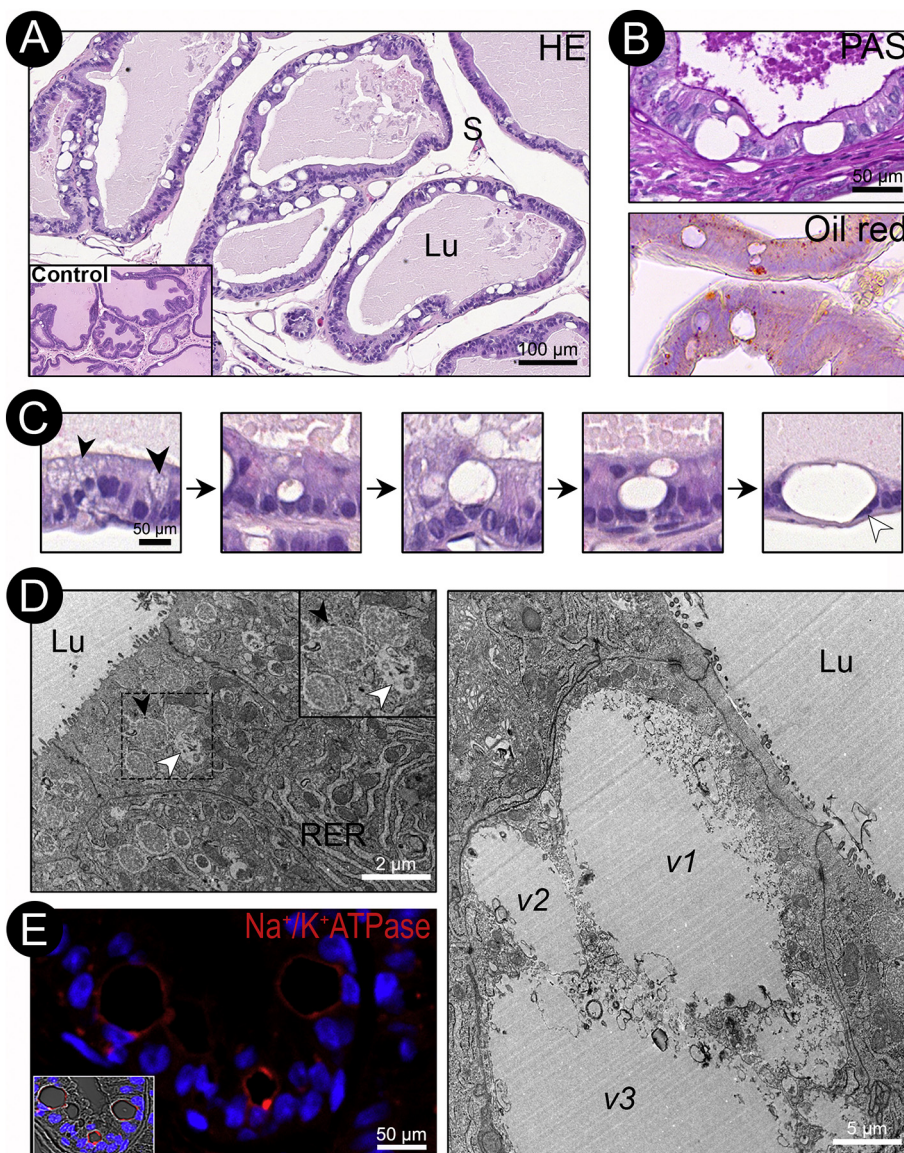 A
HE
S
Lu
Control
100 µm
B
PAS
50 µm
Oil red
C
50 µm
D
Lu
RER
2 µm
Lu
v1
v2
v3
5 µm
E
Na⁺/K⁺ATPase
50 µm